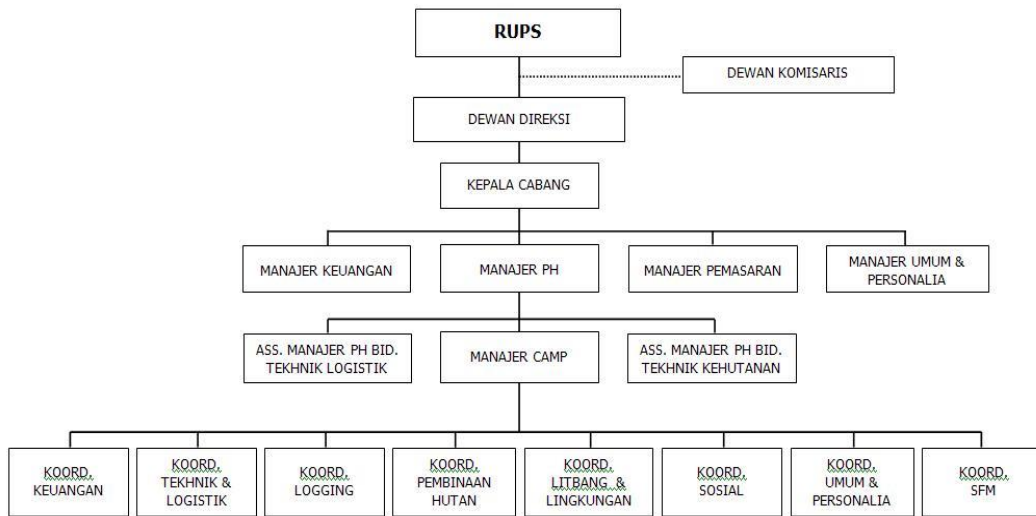 RUPS
DEWAN KOMISARIS
DEWAN DIREKSI
KEPALA CABANG
MANAJER KEUANGAN
MANAJER PH
MANAJER PEMASARAN
MANAJER UMUM &
PERSONALIA
ASS. MANAJER PH BID.
TEKHNIK LOGISTIK
MANAJER CAMP
ASS. MANAJER PH BID.
TEKHNIK KEHUTANAN
KOORD,
KEUANGAN
KOORD,
TEKHNIK &
LOGISTIK
KOORD,
LOGGING
KOORD,
PEMBINAAN
HUTAN
KOORD,
LITBANG &
LINGKUNGAN
KOORD,
SOSIAL
KOORD,
UMUM &
PERSONALIA
KOORD,
SFM